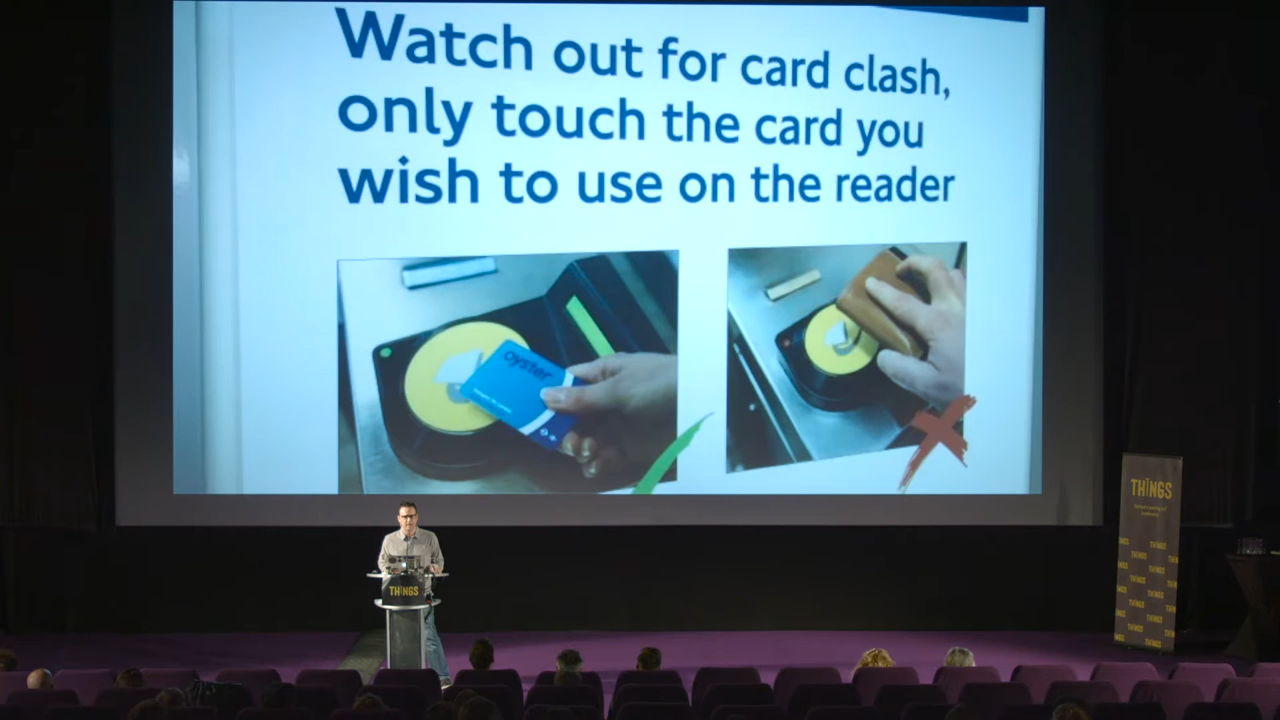 Watch out for card clash,
only touch the card you
wish to use on the reader
oyster
THINGS
THINGS